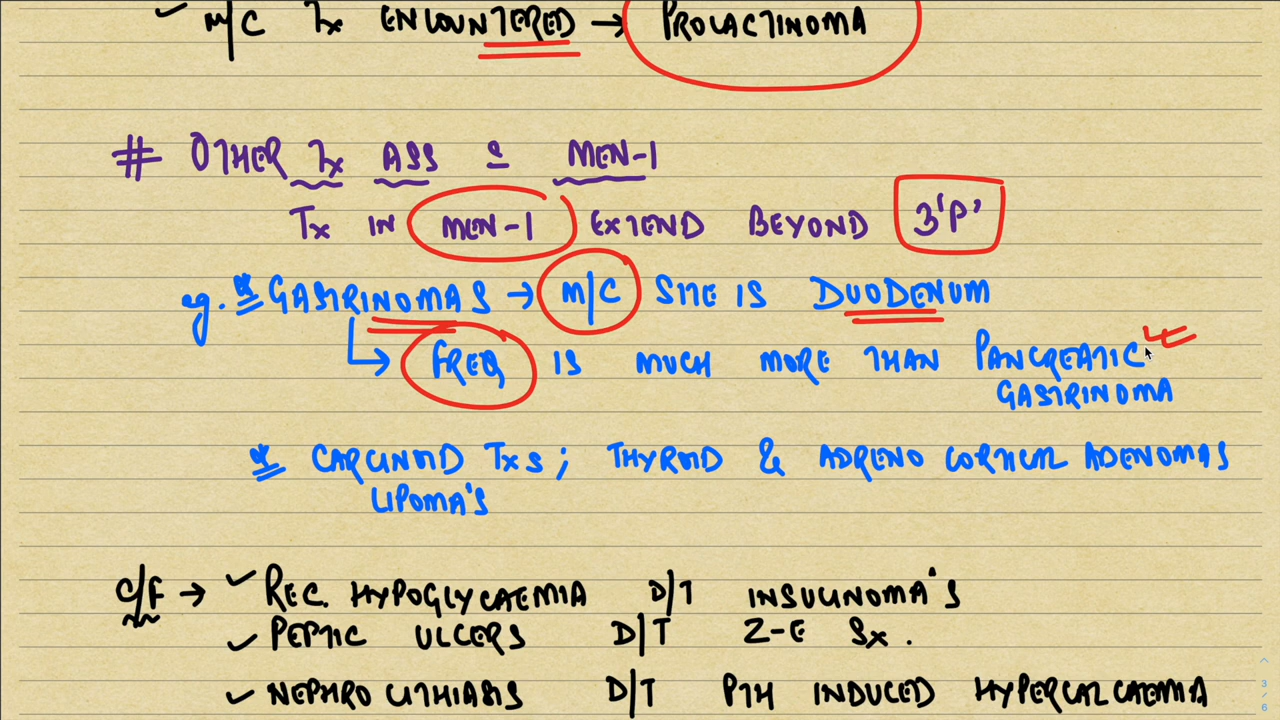 ✓ M/C Tx ENCOUNTERED → PROLACTINOMA
# OTHER Tx ASS c̄ MEN-1
Tx IN MEN-1 EXTEND BEYOND 3'P'
eg. * GASTRINOMAS → M/C SITE IS DUODENUM
↳ FREQ IS MUCH MORE THAN PANCREATIC
GASTRINOMA
* CARCINOID Txs; THYROID & ADRENO CORTICAL ADENOMAS
LIPOMA'S
C/F → ✓ REC. HYPOGLYCAEMIA D/T INSULINOMA'S
✓ PEPTIC ULCERS D/T Z-E Sx.
✓ NEPHROLITHIASIS D/T PTH INDUCED HYPERCALCAEMIA
3
/
6